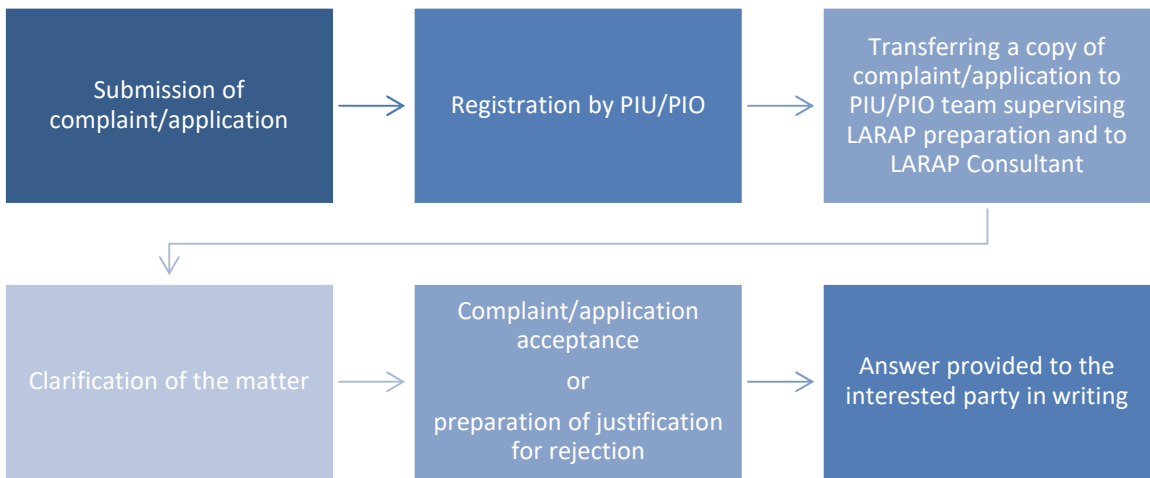 Submission of
complaint/application
Registration by PIU/PIO
Transferring a copy of
complaint/application to
PIU/PIO team supervising
LARAP preparation and to
LARAP Consultant
Clarification of the matter
Complaint/application
acceptance
or
preparation of justification
for rejection
Answer provided to the
interested party in writing